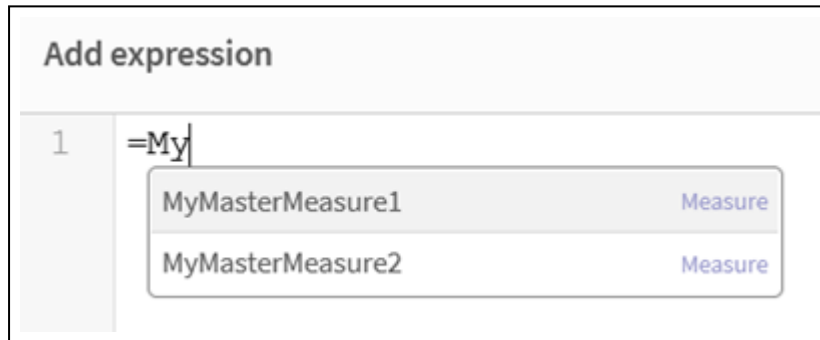 Add expression
1 =My
MyMasterMeasure1 Measure
MyMasterMeasure2 Measure